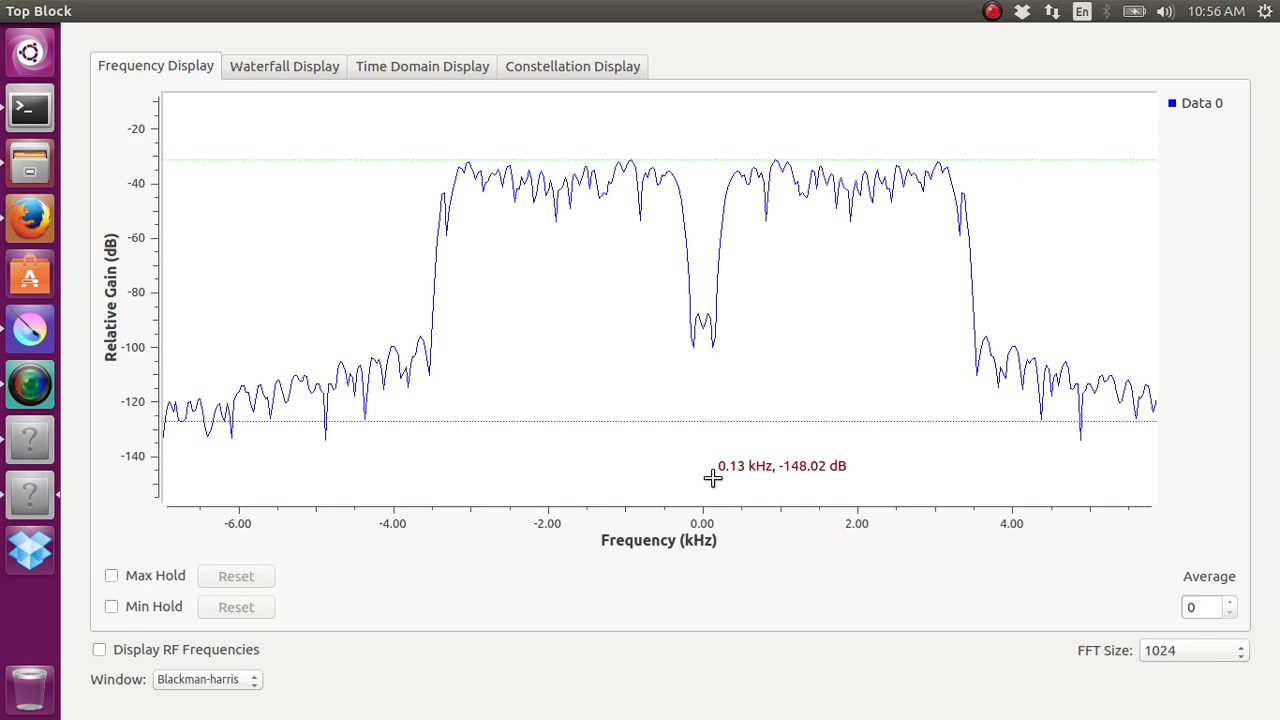 Top Block
En
10:56 AM
Frequency Display
Waterfall Display
Time Domain Display
Constellation Display
Data 0
-20
-40
-60
-80
-100
-120
-140
Relative Gain (dB)
0.13 kHz, -148.02 dB
-6.00
-4.00
-2.00
0.00
2.00
4.00
Frequency (kHz)
Max Hold
Reset
Average
Min Hold
Reset
0
Display RF Frequencies
FFT Size:
1024
Window:
Blackman-harris